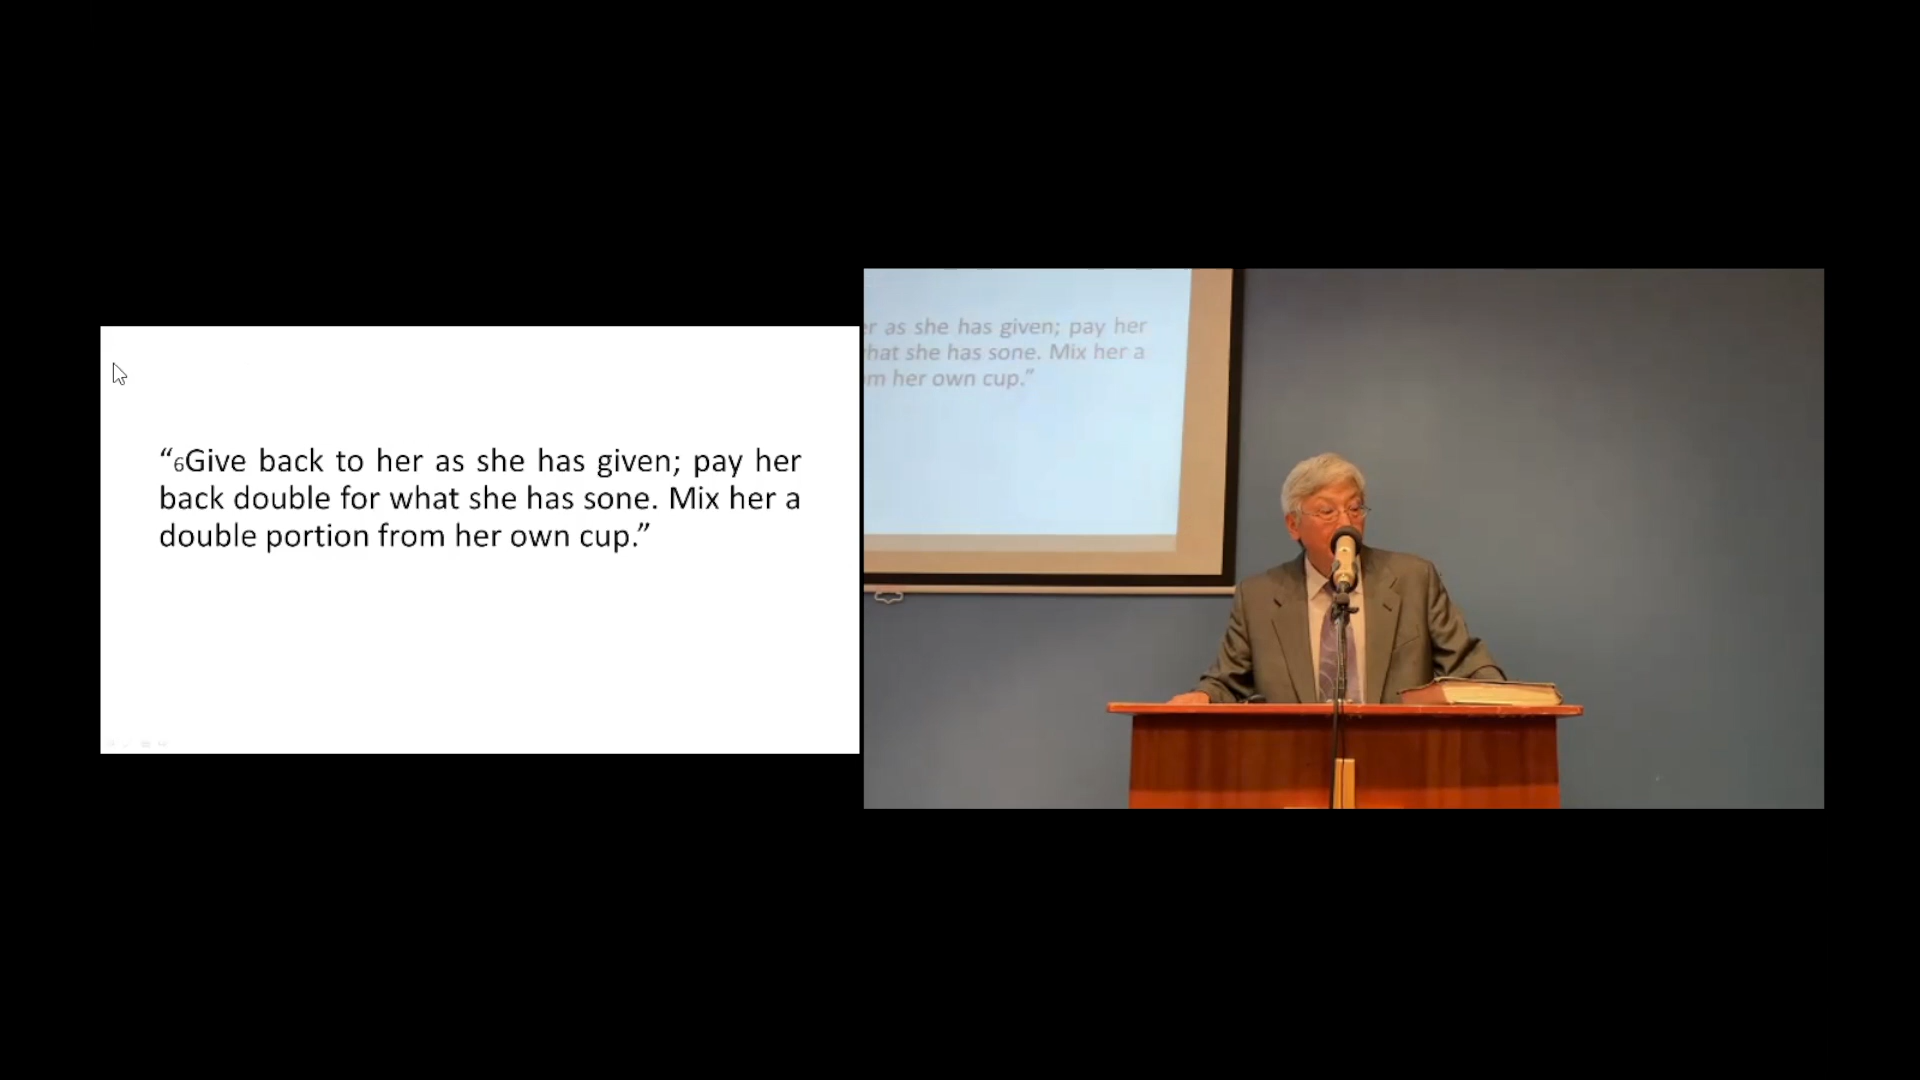 “6Give back to her as she has given; pay her
back double for what she has sone. Mix her a
double portion from her own cup.”
er as she has given; pay her
hat she has sone. Mix her a
m her own cup.”